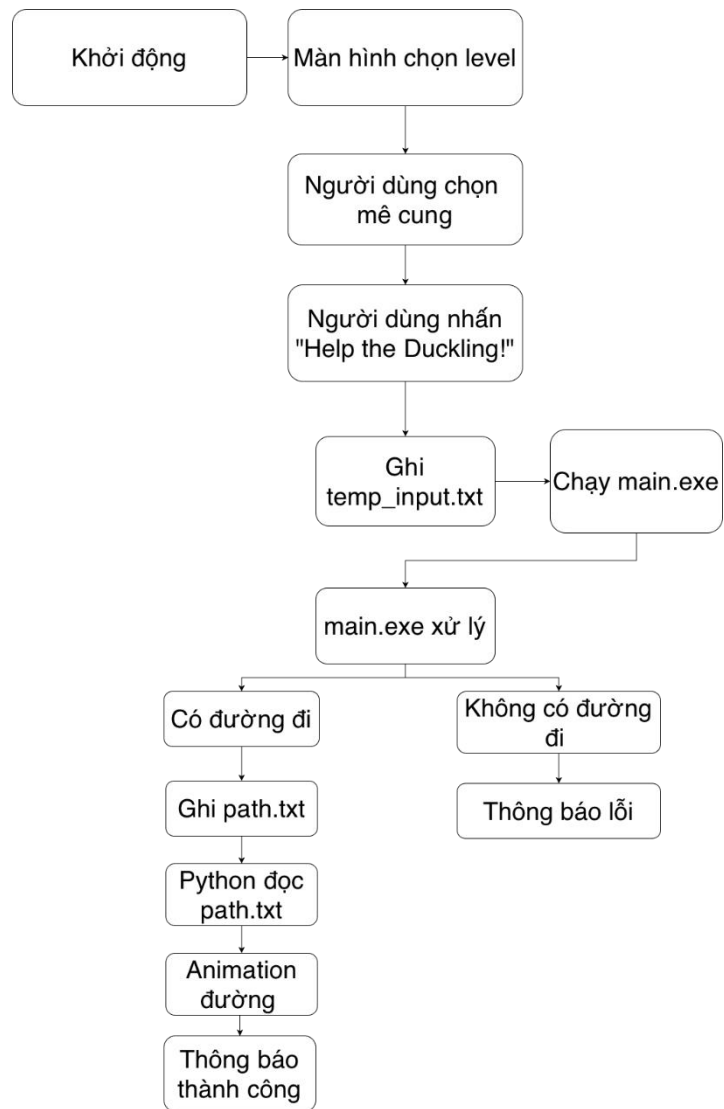 Khởi động
Màn hình chọn level
Người dùng chọn
mê cung
Người dùng nhấn
"Help the Duckling!"
Ghi
temp_input.txt
Chạy main.exe
main.exe xử lý
Có đường đi
Không có đường
đi
Ghi path.txt
Thông báo lỗi
Python đọc
path.txt
Animation
đường
Thông báo
thành công